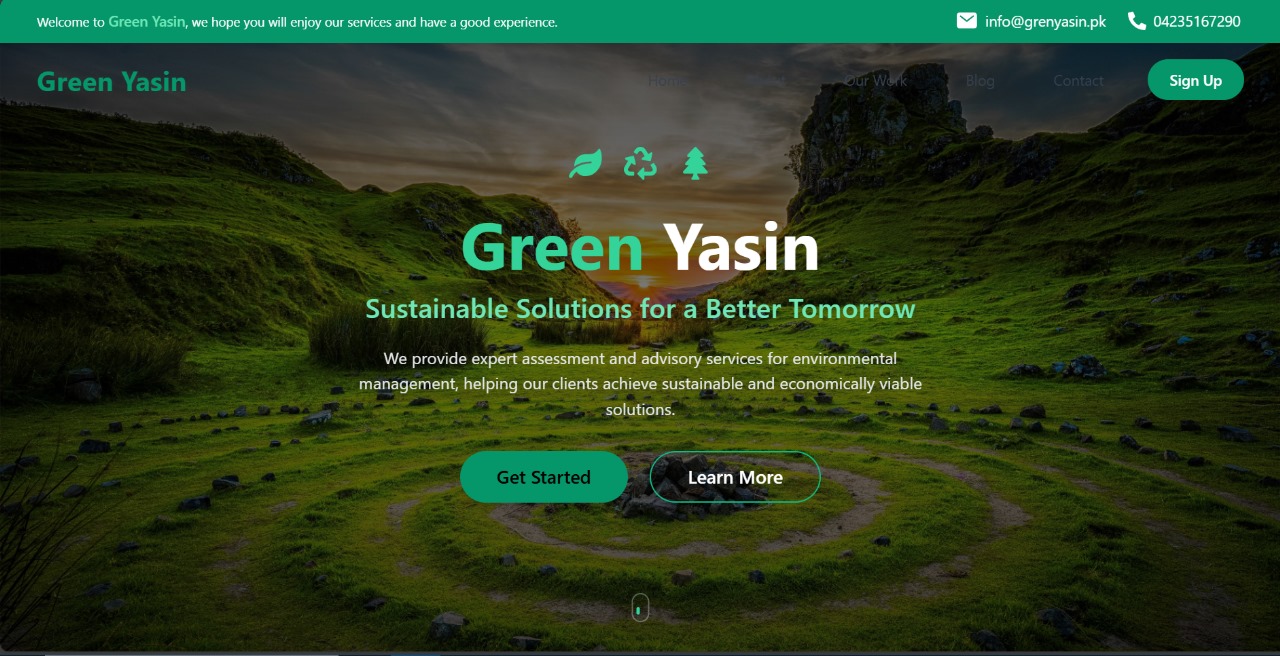 Welcome to Green Yasin, we hope you will enjoy our services and have a good experience.
info@grenyasin.pk 04235167290
Green Yasin
Home Our Work Blog Contact Sign Up
Green Yasin
Sustainable Solutions for a Better Tomorrow
We provide expert assessment and advisory services for environmental
management, helping our clients achieve sustainable and economically viable
solutions.
Get Started Learn More